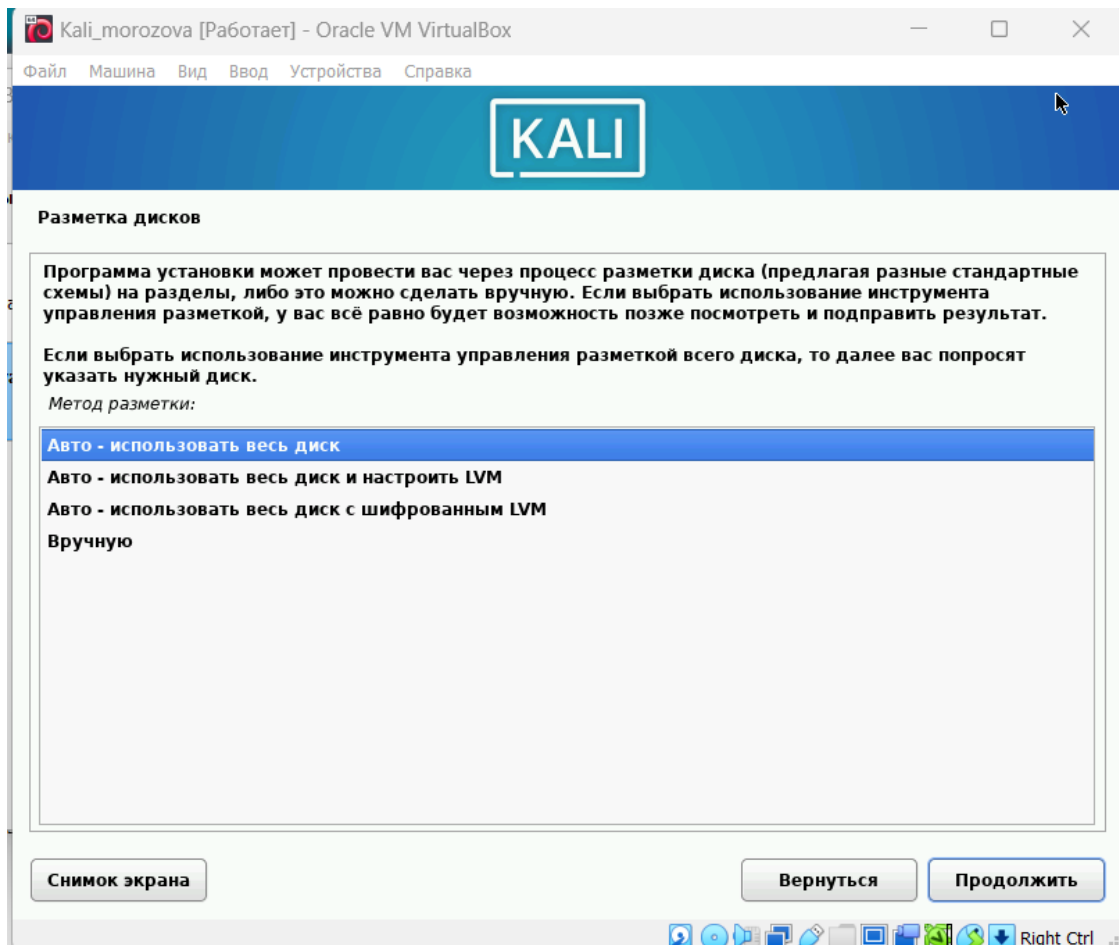 Kali_morozova [Работает] - Oracle VM VirtualBox
Файл Машина Вид Ввод Устройства Справка
KALI
Разметка дисков
Программа установки может провести вас через процесс разметки диска (предлагая разные стандартные
схемы) на разделы, либо это можно сделать вручную. Если выбрать использование инструмента
управления разметкой, у вас всё равно будет возможность позже посмотреть и подправить результат.
Если выбрать использование инструмента управления разметкой всего диска, то далее вас попросят
указать нужный диск.
Метод разметки:
Авто - использовать весь диск
Авто - использовать весь диск и настроить LVM
Авто - использовать весь диск с шифрованным LVM
Вручную
Снимок экрана Вернуться Продолжить
Right Ctrl